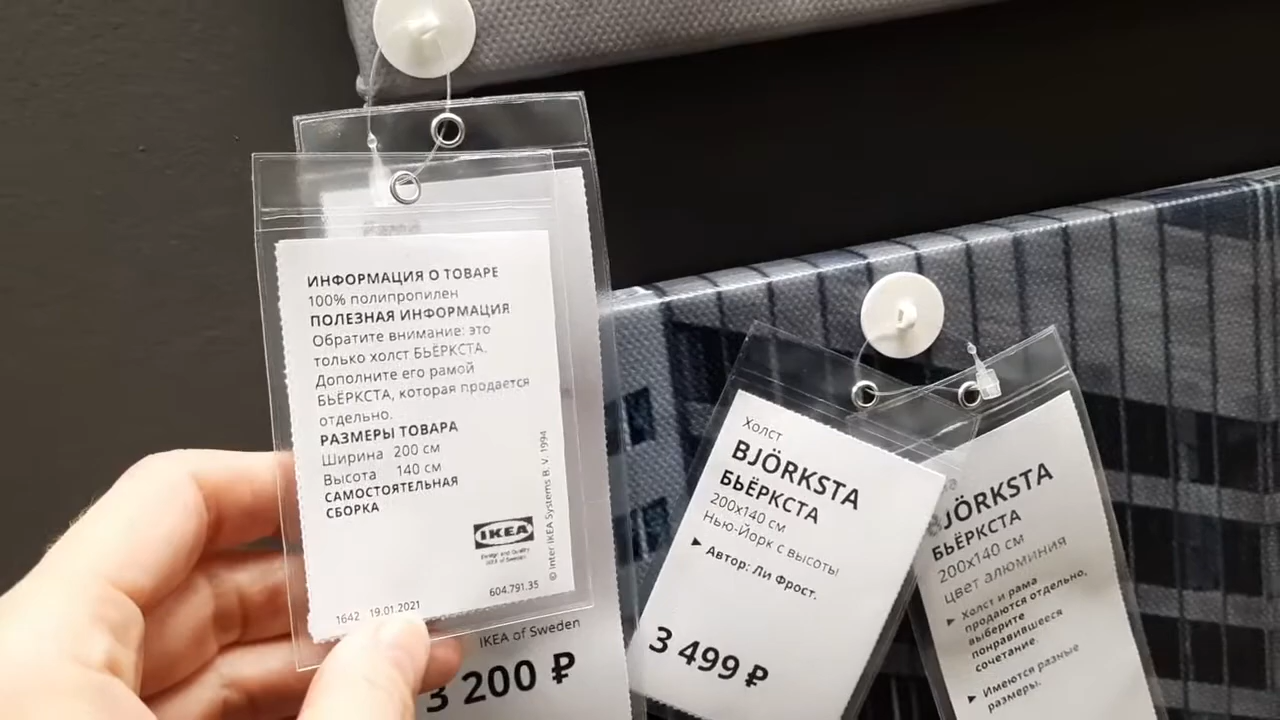 ИНФОРМАЦИЯ О ТОВАРЕ
100% полипропилен
ПОЛЕЗНАЯ ИНФОРМАЦИЯ
Обратите внимание: это
только холст БЬЁРКСТА.
Дополните его рамой
БЬЁРКСТА, которая продается
отдельно.
РАЗМЕРЫ ТОВАРА
Ширина 200 см
Высота 140 см
САМОСТОЯТЕЛЬНАЯ
СБОРКА
© Inter IKEA Systems B. V. 1994
IKEA
Design and Quality
IKEA of Sweden
604.791.35
1642 19.01.2021
IKEA of Sweden
3 200 ₽
Холст
BJÖRKSTA
БЬЁРКСТА
200x140 см
Нью-Йорк с высоты
► Автор: Ли Фрост.
3 499 ₽
BJÖRKSTA
БЬЁРКСТА
200x140 см
цвет алюминия
► Холст и рама
продаются отдельно,
выберите
понравившееся
сочетание.
► Имеются разные
размеры.